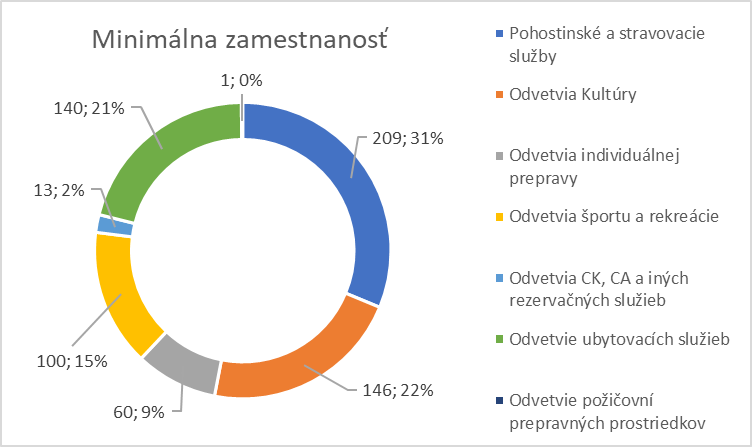 Minimálna zamestnanosť
1; 0%
140; 21%
209; 31%
13; 2%
100; 15%
60; 9%
146; 22%
Pohostinské a stravovacie
služby
Odvetvia Kultúry
Odvetvia individuálnej
prepravy
Odvetvia športu a rekreácie
Odvetvia CK, CA a iných
rezervačných služieb
Odvetvie ubytovacích služieb
Odvetvie požičovní
prepravných prostriedkov